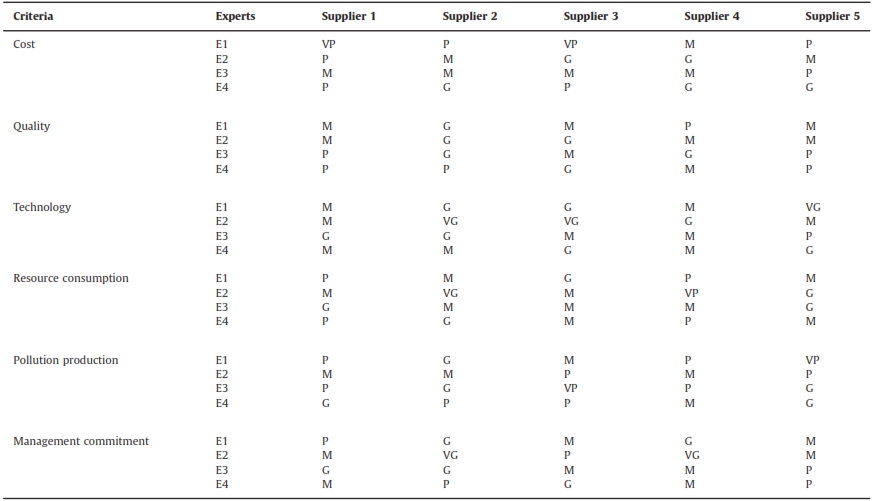 Criteria Experts Supplier 1 Supplier 2 Supplier 3 Supplier 4 Supplier 5
Cost E1 VP P VP M P
E2 P M G G M
E3 M M M M P
E4 P G P G G
Quality E1 M G M P M
E2 M G G M M
E3 P G M G P
E4 P P G M P
Technology E1 M G G M VG
E2 M VG VG G M
E3 G G M M P
E4 M M G M G
Resource consumption E1 P M G P M
E2 M VG M VP G
E3 G M M M G
E4 P G M P M
Pollution production E1 P G M P VP
E2 M M P M P
E3 P G VP P G
E4 G P P M G
Management commitment E1 P G M G M
E2 M VG P VG M
E3 G G M M P
E4 M P G M P